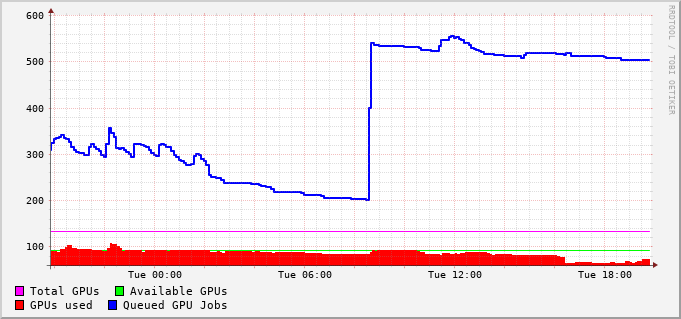 600
500
400
300
200
100
Tue 00:00 Tue 06:00 Tue 12:00 Tue 18:00
Total GPUs Available GPUs
GPUs used Queued GPU Jobs
RRDTOOL / TOBI OETIKER